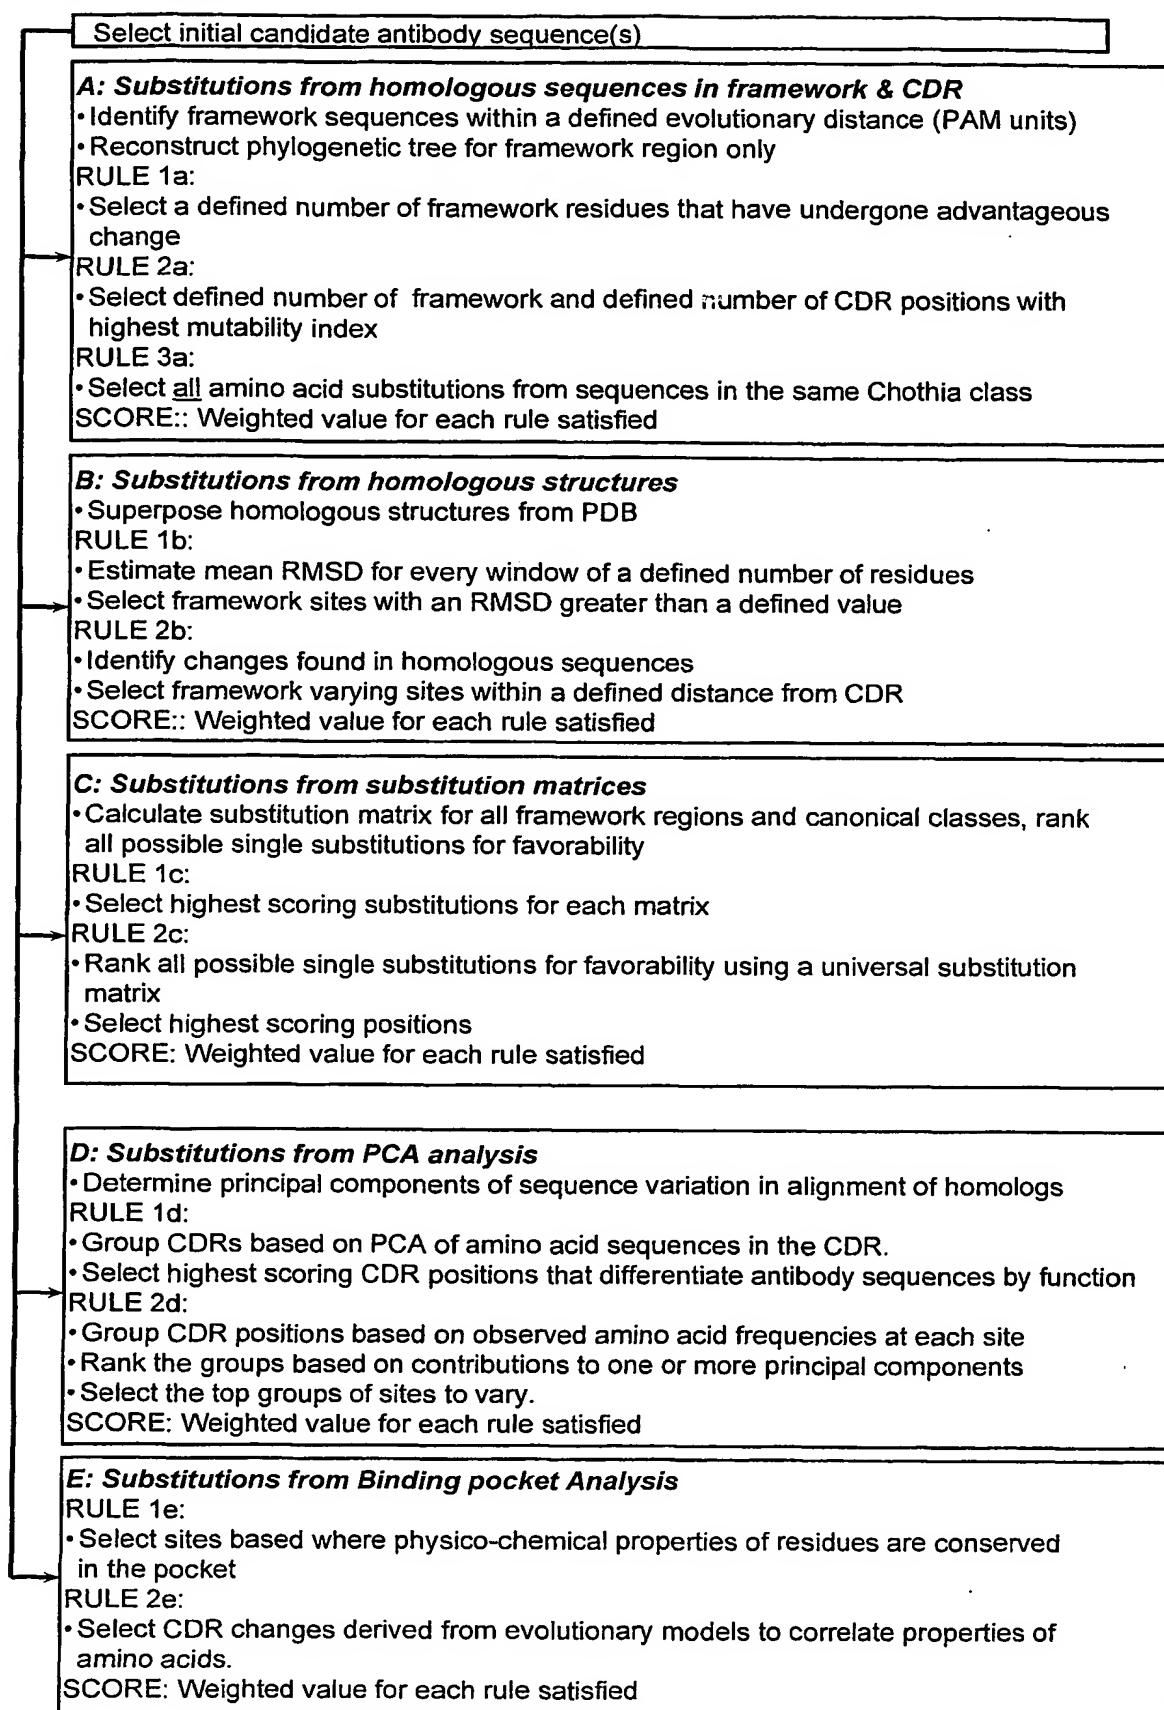 Select initial candidate antibody sequence(s)
A: Substitutions from homologous sequences in framework & CDR
• Identify framework sequences within a defined evolutionary distance (PAM units)
• Reconstruct phylogenetic tree for framework region only
RULE 1a:
• Select a defined number of framework residues that have undergone advantageous
change
RULE 2a:
• Select defined number of framework and defined number of CDR positions with
highest mutability index
RULE 3a:
• Select all amino acid substitutions from sequences in the same Chothia class
SCORE:: Weighted value for each rule satisfied
B: Substitutions from homologous structures
• Superpose homologous structures from PDB
RULE 1b:
• Estimate mean RMSD for every window of a defined number of residues
• Select framework sites with an RMSD greater than a defined value
RULE 2b:
• Identify changes found in homologous sequences
• Select framework varying sites within a defined distance from CDR
SCORE:: Weighted value for each rule satisfied
C: Substitutions from substitution matrices
• Calculate substitution matrix for all framework regions and canonical classes, rank
all possible single substitutions for favorability
RULE 1c:
• Select highest scoring substitutions for each matrix
RULE 2c:
• Rank all possible single substitutions for favorability using a universal substitution
matrix
• Select highest scoring positions
SCORE: Weighted value for each rule satisfied
D: Substitutions from PCA analysis
• Determine principal components of sequence variation in alignment of homologs
RULE 1d:
• Group CDRs based on PCA of amino acid sequences in the CDR.
• Select highest scoring CDR positions that differentiate antibody sequences by function
RULE 2d:
• Group CDR positions based on observed amino acid frequencies at each site
• Rank the groups based on contributions to one or more principal components
• Select the top groups of sites to vary.
SCORE: Weighted value for each rule satisfied
E: Substitutions from Binding pocket Analysis
RULE 1e:
• Select sites based where physico-chemical properties of residues are conserved
in the pocket
RULE 2e:
• Select CDR changes derived from evolutionary models to correlate properties of
amino acids.
SCORE: Weighted value for each rule satisfied